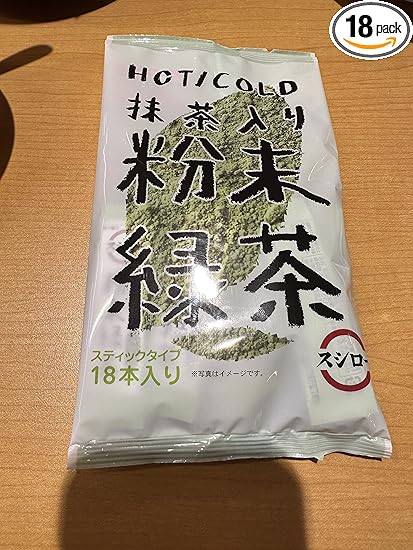 18
pack
HOT/COLD
抹茶入り
粉末
緑茶
スティックタイプ
18本入り
※写真はイメージです。
スシロー